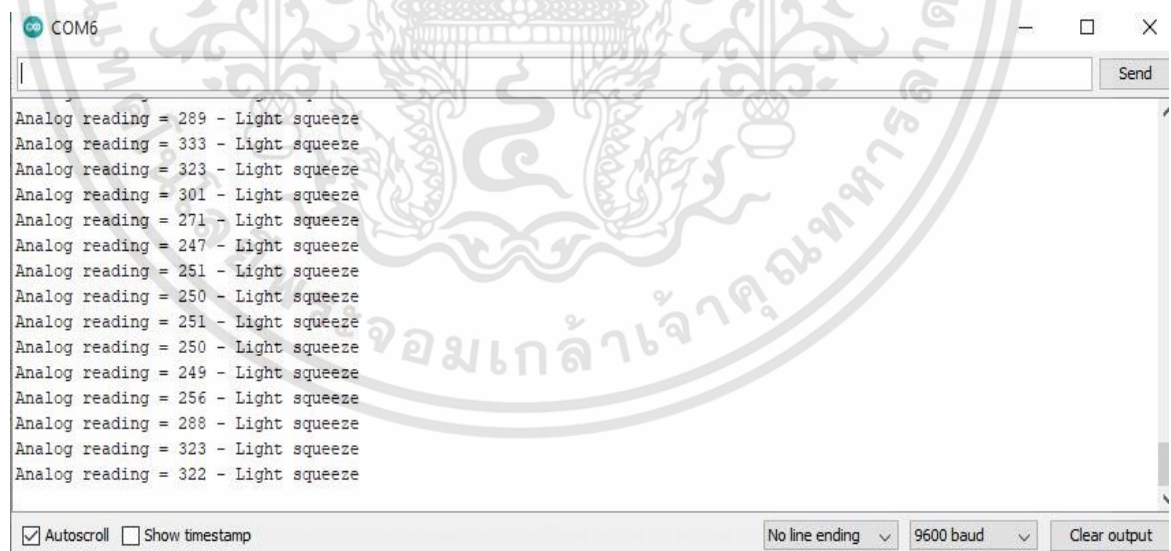 COM6
Send
Analog reading = 289 - Light squeeze
Analog reading = 333 - Light squeeze
Analog reading = 323 - Light squeeze
Analog reading = 301 - Light squeeze
Analog reading = 271 - Light squeeze
Analog reading = 247 - Light squeeze
Analog reading = 251 - Light squeeze
Analog reading = 250 - Light squeeze
Analog reading = 251 - Light squeeze
Analog reading = 250 - Light squeeze
Analog reading = 249 - Light squeeze
Analog reading = 256 - Light squeeze
Analog reading = 288 - Light squeeze
Analog reading = 323 - Light squeeze
Analog reading = 322 - Light squeeze
Autoscroll Show timestamp No line ending 9600 baud Clear output